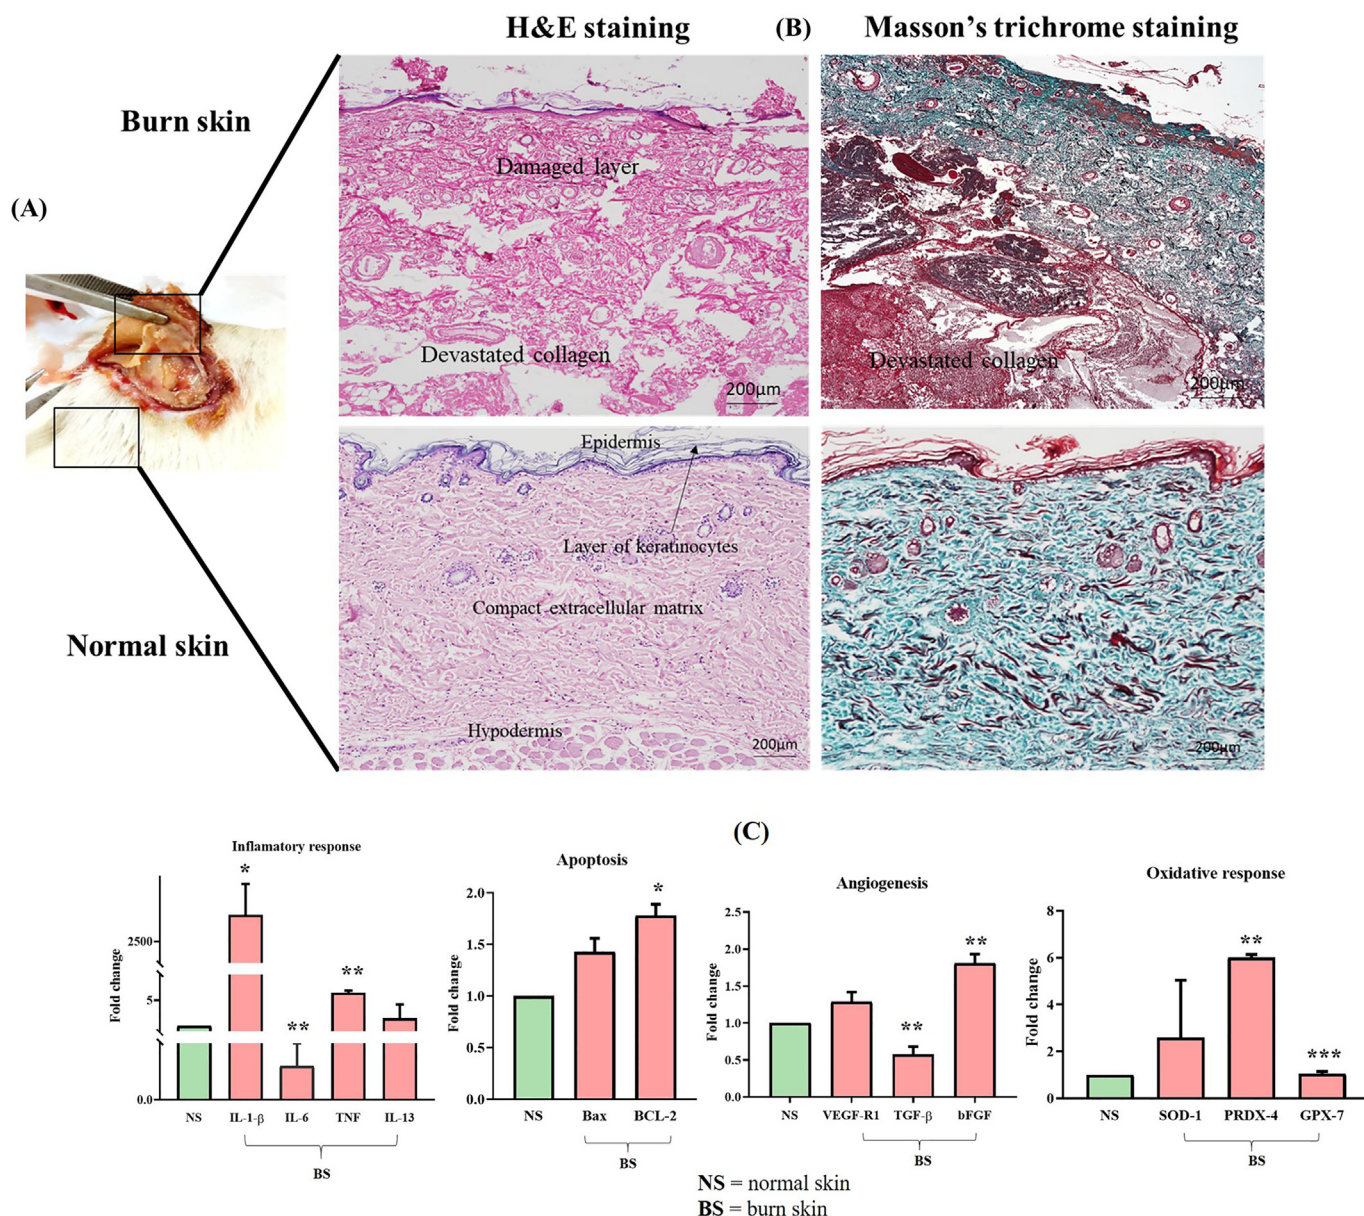 H&E staining
(B)
Masson's trichrome staining
Burn skin
(A)
Damaged layer
Devastated collagen
200µm
Devastated collagen
200µm
Epidermis
Layer of keratinocytes
Compact extracellular matrix
Normal skin
Hypodermis
200µm
200µm
(C)
Inflamatory response
Fold change
2500
5
0.0
*
**
**
NS
IL-1-β
IL-6
TNF
IL-13
BS
Apoptosis
Fold change
2.0
1.5
1.0
0.5
0.0
*
NS
Bax
BCL-2
BS
Angiogenesis
Fold change
2.5
2.0
1.5
1.0
0.5
0.0
**
**
NS
VEGF-R1
TGF-β
bFGF
BS
Oxidative response
Fold change
8
6
4
2
0
**
***
NS
SOD-1
PRDX-4
GPX-7
BS
NS = normal skin
BS = burn skin